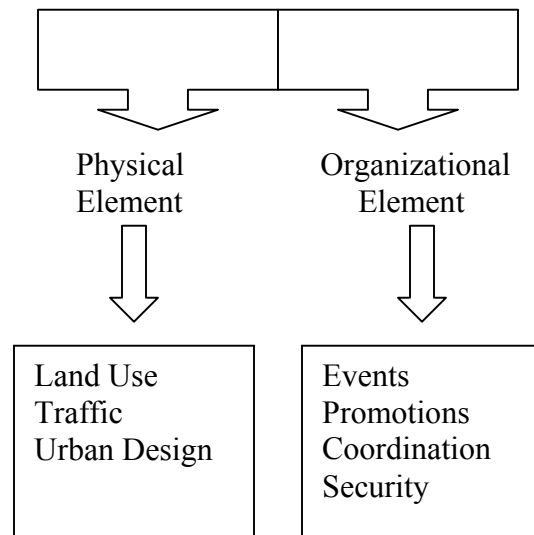 Physical
Element
Organizational
Element
Land Use
Traffic
Urban Design
Events
Promotions
Coordination
Security